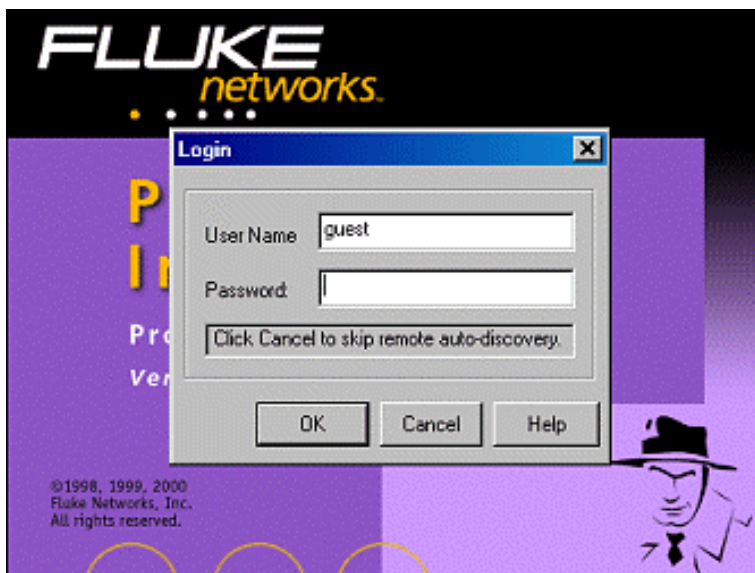 FLUKE
networks
Login
User Name
guest
Password:
Click Cancel to skip remote auto-discovery.
OK
Cancel
Help
©1998, 1999, 2000
Fluke Networks, Inc.
All rights reserved.